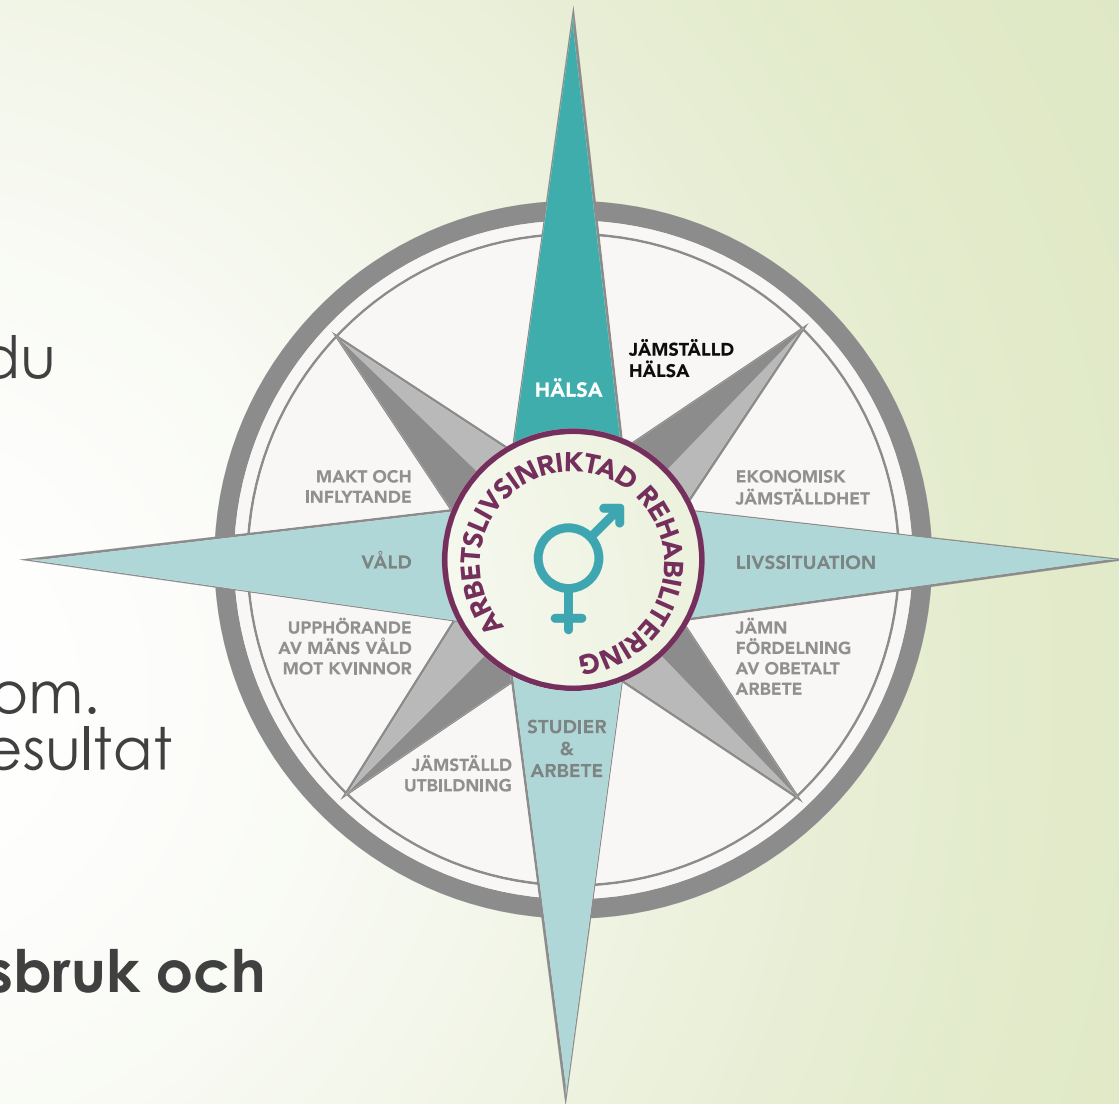 du
om.
esultat
sbruk och
HÄLSA
JÄMSTÄLLD
HÄLSA
MAKT OCH
INFLYTANDE
EKONOMISK
JÄMSTÄLLDHET
VÅLD
ARBETSLIVSINRIKTAD REHABILITERING
LIVSSITUATION
UPPHÖRANDE
AV MÄNS VÅLD
MOT KVINNOR
JÄMN
FÖRDELNING
AV OBETALT
ARBETE
JÄMSTÄLLD
UTBILDNING
STUDIER
&
ARBETE